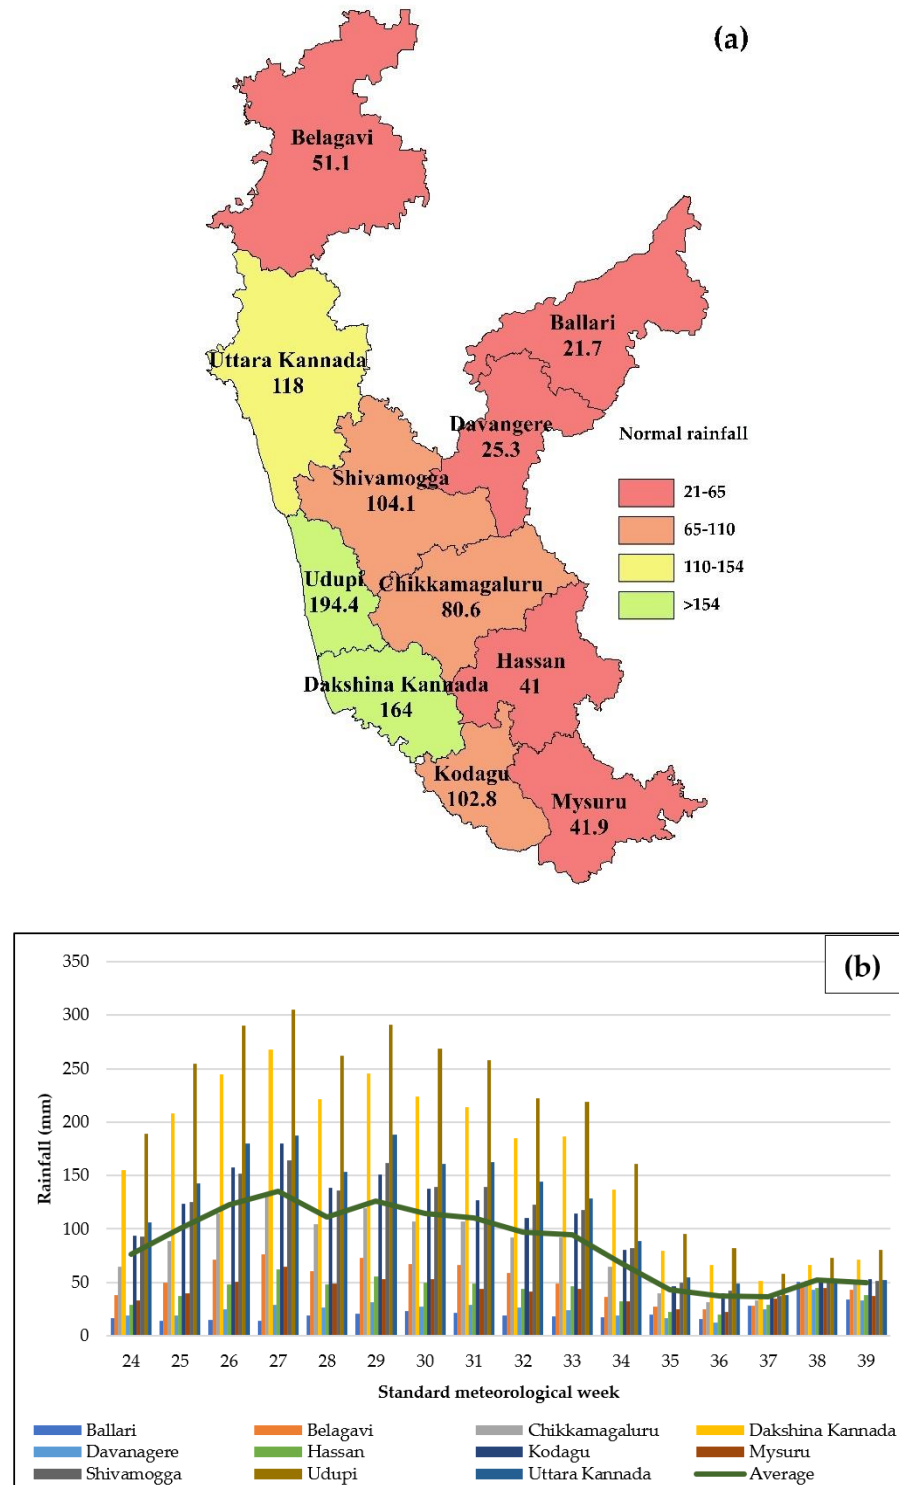 (a)
Belagavi
51.1
Ballari
21.7
Uttara Kannada
118
Davangere
25.3
Normal rainfall
Shivamogga
104.1
21-65
65-110
110-154
>154
Udupi
194.4
Chikkamagaluru
80.6
Hassan
41
Dakshina Kannada
164
Kodagu
102.8
Mysuru
41.9
(b)
350
300
250
200
150
100
50
0
Rainfall (mm)
24 25 26 27 28 29 30 31 32 33 34 35 36 37 38 39
Standard meteorological week
Ballari Belagavi Chikkamagaluru Dakshina Kannada
Davanagere Hassan Kodagu Mysuru
Shivamogga Udupi Uttara Kannada Average